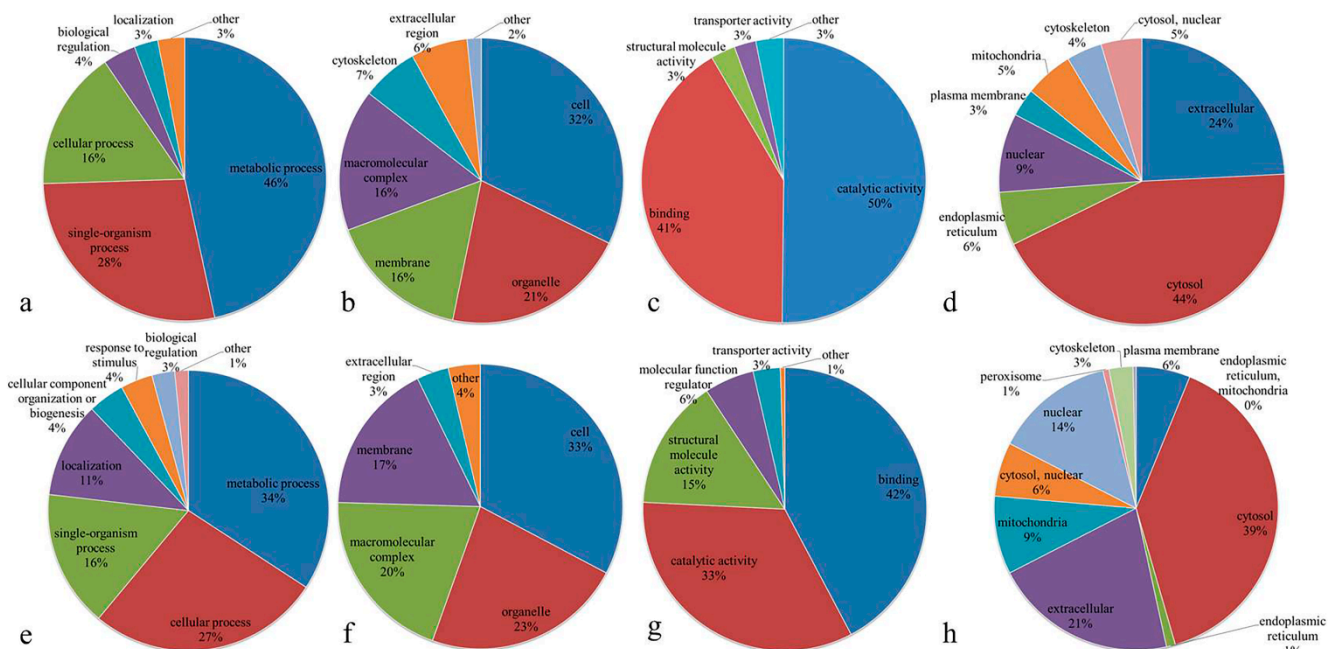 localization
3%
other
3%
biological
regulation
4%
cellular process
16%
metabolic process
46%
single-organism
process
28%
a
extracellular
region
6%
other
2%
cytoskeleton
7%
cell
32%
macromolecular
complex
16%
membrane
16%
organelle
21%
b
transporter activity
3%
other
3%
structural molecule
activity
3%
catalytic activity
50%
binding
41%
c
cytosol, nuclear
5%
cytoskeleton
4%
mitochondria
5%
plasma membrane
3%
extracellular
24%
nuclear
9%
endoplasmic
reticulum
6%
cytosol
44%
d
biological
regulation
3%
other
1%
response to
stimulus
4%
cellular component
organization or
biogenesis
4%
localization
11%
metabolic process
34%
single-organism
process
16%
cellular process
27%
e
extracellular
region
3%
other
4%
cell
33%
membrane
17%
macromolecular
complex
20%
organelle
23%
f
transporter activity
3%
other
1%
molecular function
regulator
6%
structural
molecule
activity
15%
binding
42%
catalytic activity
33%
g
cytoskeleton
3%
plasma membrane
6%
endoplasmic
reticulum,
mitochondria
0%
peroxisome
1%
nuclear
14%
cytosol, nuclear
6%
cytosol
39%
mitochondria
9%
extracellular
21%
endoplasmic
reticulum
1%
h